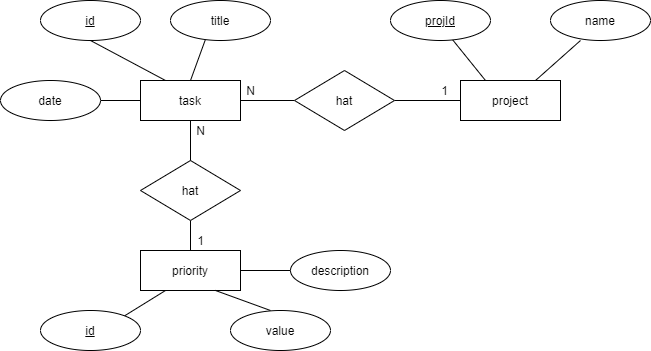 id
title
projId
name
date
task
N
hat
1
project
N
hat
1
priority
description
id
value